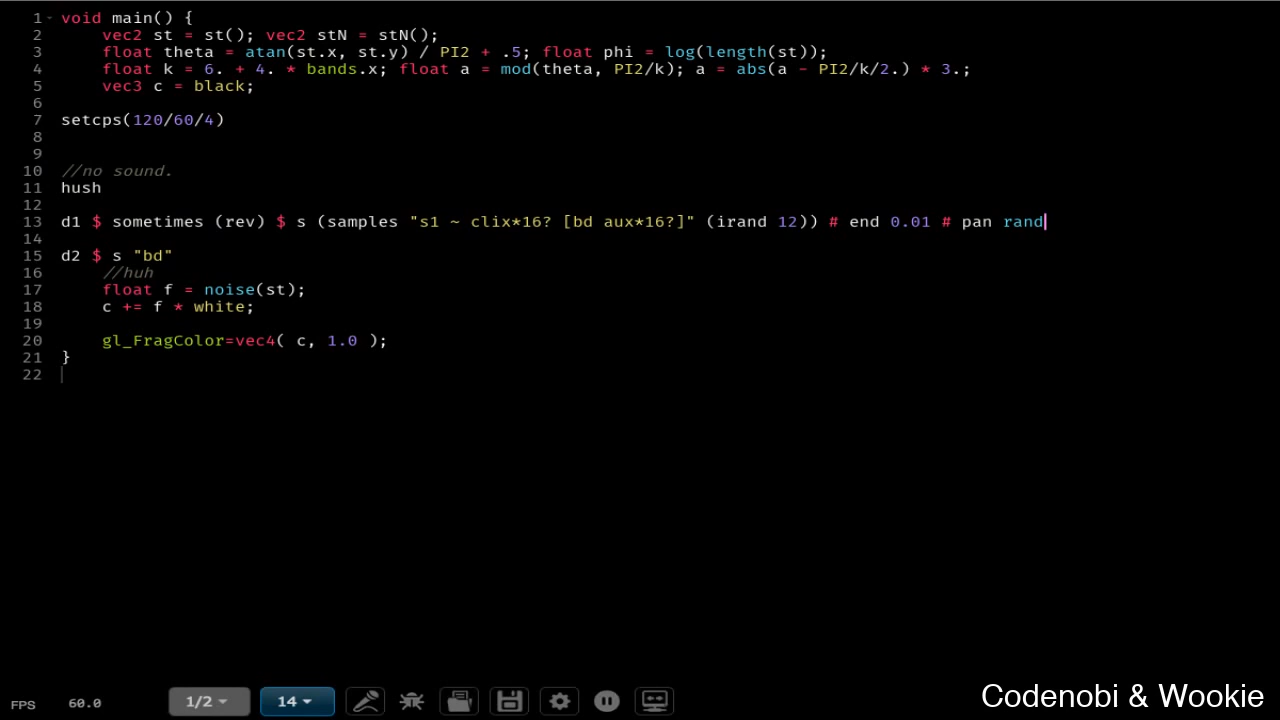 1 void main() {
2 vec2 st = st(); vec2 stN = stN();
3 float theta = atan(st.x, st.y) / PI2 + .5; float phi = log(length(st));
4 float k = 6. + 4. * bands.x; float a = mod(theta, PI2/k); a = abs(a - PI2/k/2.) * 3.;
5 vec3 c = black;
6
7 setcps(120/60/4)
8
9
10 //no sound.
11 hush
12
13 d1 $ sometimes (rev) $ s (samples "s1 ~ clix*16? [bd aux*16?]" (irand 12)) # end 0.01 # pan rand
14
15 d2 $ s "bd"
16 //huh
17 float f = noise(st);
18 c += f * white;
19
20 gl_FragColor=vec4( c, 1.0 );
21 }
22
FPS 60.0 1/2 14
Codenobi & Wookie